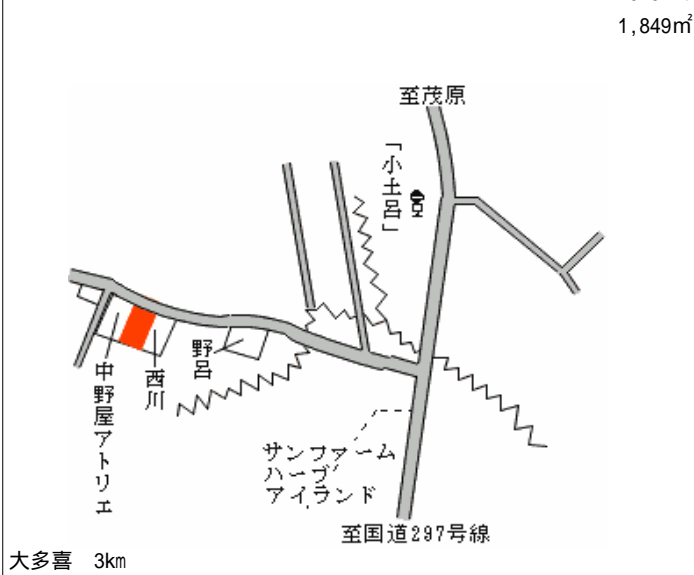 1,849㎡
至茂原
「小土呂」
野呂
西川
中野屋アトリエ
サンファーム
ハーブ
アイランド
至国道297号線
大多喜 3km